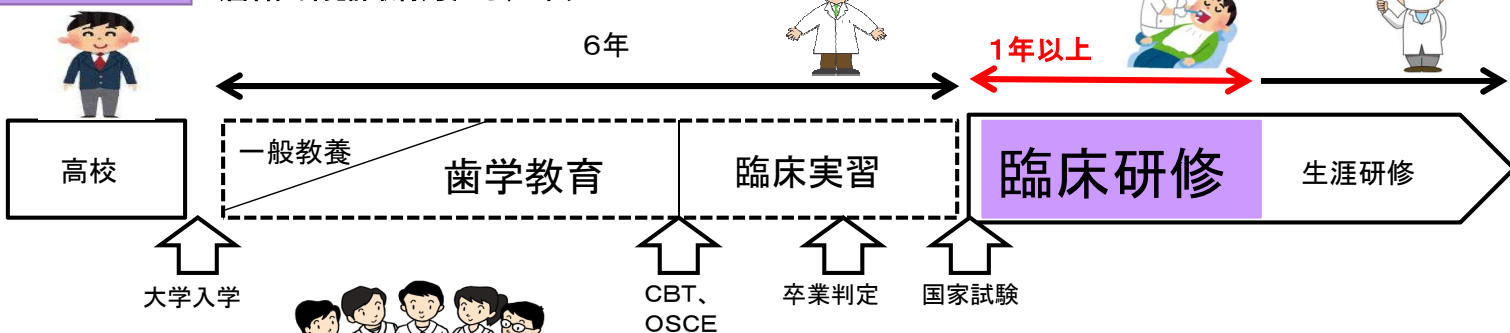 6年
1年以上
高校
一般教養
歯学教育
臨床実習
臨床研修
生涯研修
大学入学
CBT、
OSCE
卒業判定
国家試験